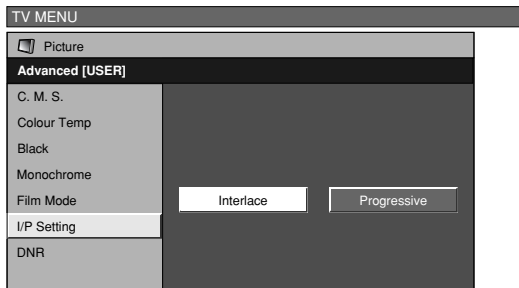 TV MENU
Picture
Advanced [USER]
C. M. S.
Colour Temp
Black
Monochrome
Film Mode
Interlace Progressive
I/P Setting
DNR